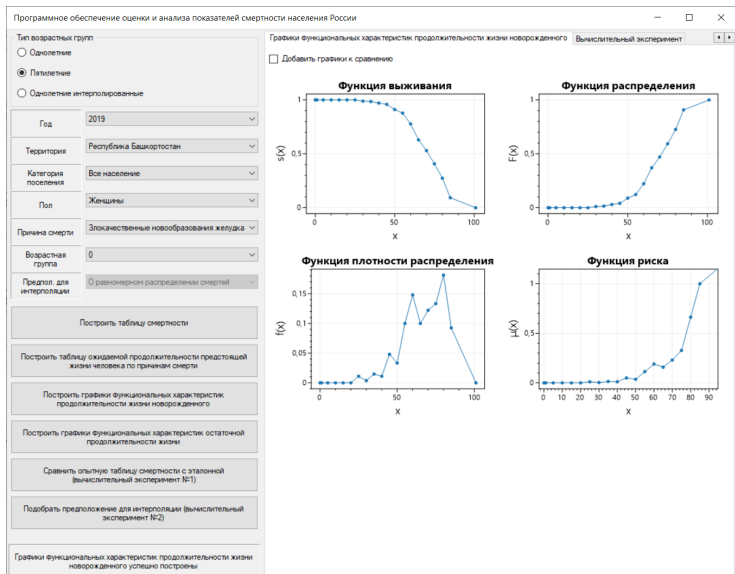 Программное обеспечение оценки и анализа показателей смертности населения России
Тип возрастных групп
Однолетние
Пятилетние
Однолетние интерполированные
Год
2019
Территория
Республика Башкортостан
Категория
поселения
Все население
Пол
Женщины
Причина смерти
Злокачественные новообразования желудка
Возрастная
группа
0
Предпол. для
интерполяции
О равномерном распределении смертей
Построить таблицу смертности
Построить таблицу ожидаемой продолжительности предстоящей
жизни человека по причинам смерти
Построить графики функциональных характеристик
продолжительности жизни новорожденного
Построить графики функциональных характеристик остаточной
продолжительности жизни
Сравнить опытную таблицу смертности с эталонной
(вычислительный эксперимент №1)
Подобрать предположение для интерполяции (вычислительный
эксперимент №2)
Графики функциональных характеристик продолжительности жизни
новорожденного успешно построены
Графики функциональных характеристик продолжительности жизни новорожденного
Вычислительный эксперимент
Добавить графики к сравнению
Функция выживания
s(x)
1
0,5
0
0 50 100
x
Функция распределения
F(x)
1
0,5
0
0 50 100
x
Функция плотности распределения
f(x)
0,15
0,1
0,05
0
0 50 100
x
Функция риска
μ(x)
1
0,5
0
0 10 20 30 40 50 60 70 80 90
x